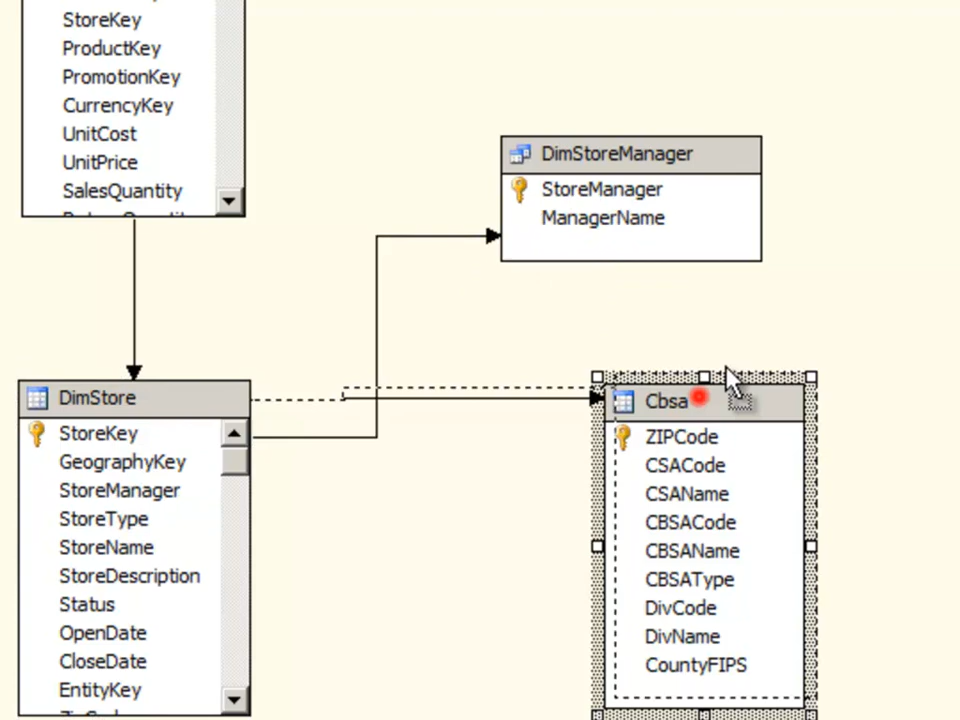 StoreKey
ProductKey
PromotionKey
CurrencyKey
UnitCost
UnitPrice
SalesQuantity
DimStoreManager
StoreManager
ManagerName
DimStore
StoreKey
GeographyKey
StoreManager
StoreType
StoreName
StoreDescription
Status
OpenDate
CloseDate
EntityKey
Cbsa
ZIPCode
CSACode
CSAName
CBSACode
CBSAName
CBSAType
DivCode
DivName
CountyFIPS